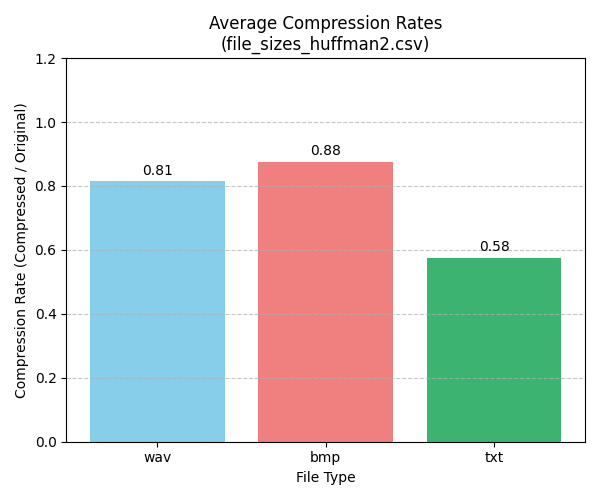 Average Compression Rates
(file_sizes_huffman2.csv)
Compression Rate (Compressed / Original)
1.2
1.0
0.8
0.6
0.4
0.2
0.0
0.81
0.88
0.58
wav
bmp
txt
File Type